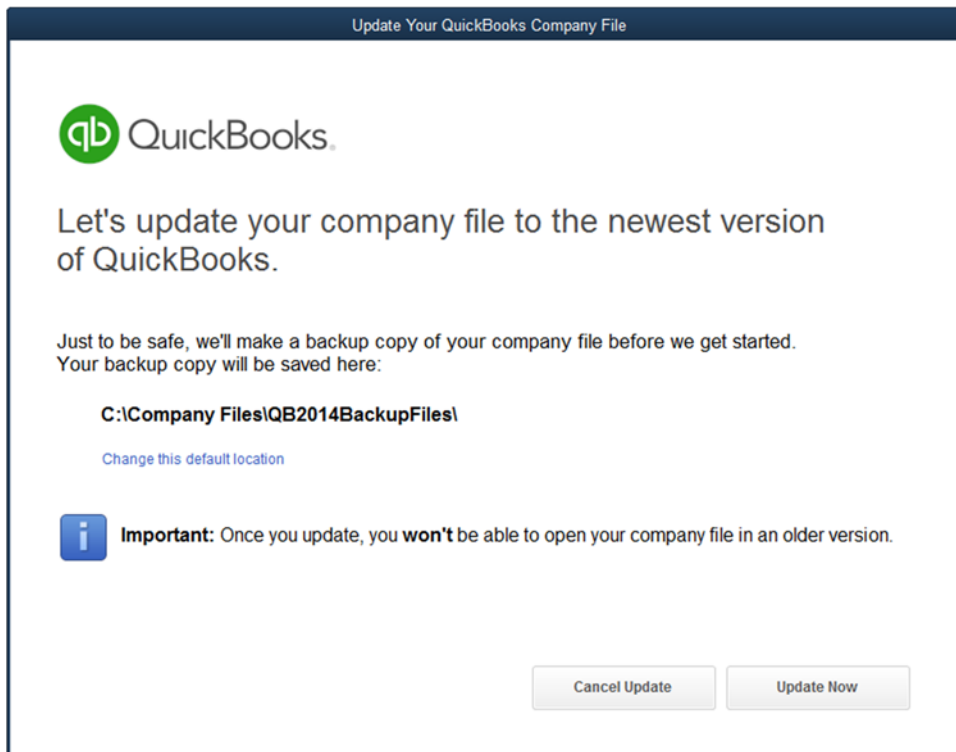 Update Your QuickBooks Company File
qb QuickBooks.
Let's update your company file to the newest version
of QuickBooks.
Just to be safe, we'll make a backup copy of your company file before we get started.
Your backup copy will be saved here:
C:\Company Files\QB2014BackupFiles\
Change this default location
i Important: Once you update, you won't be able to open your company file in an older version.
Cancel Update Update Now